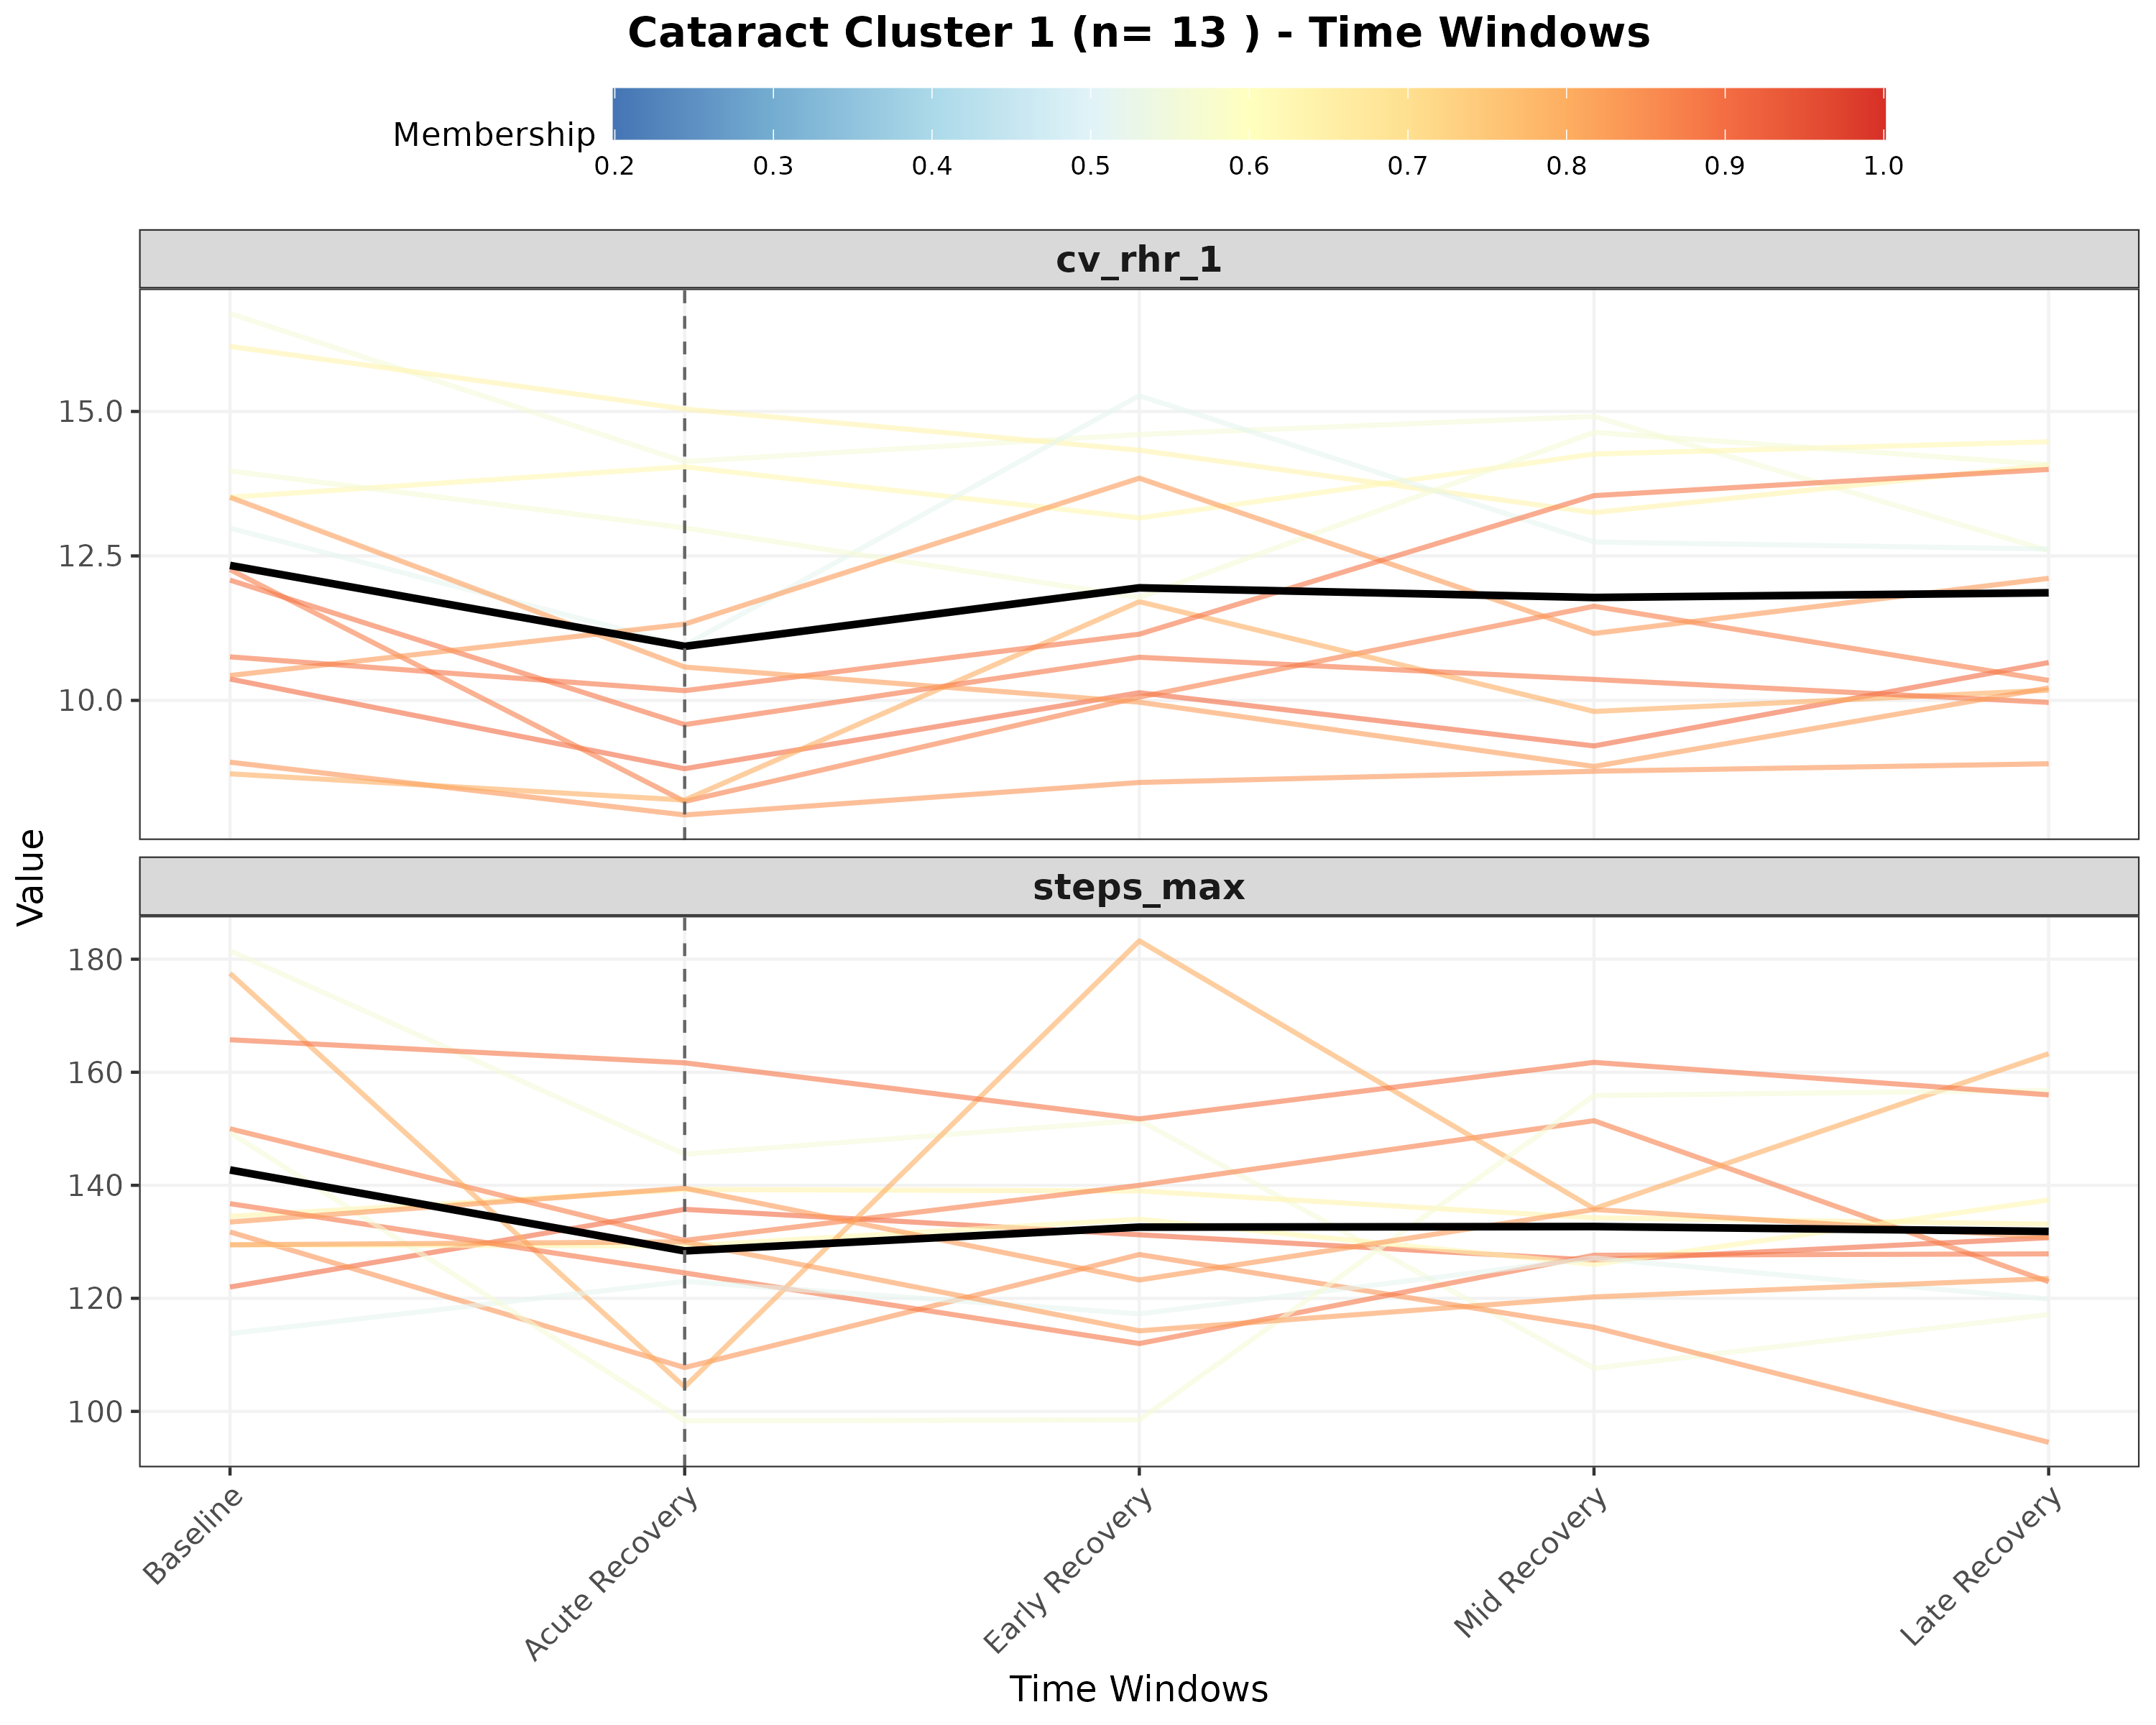 Cataract Cluster 1 (n= 13 ) - Time Windows
Membership
0.2 0.3 0.4 0.5 0.6 0.7 0.8 0.9 1.0
cv_rhr_1
15.0
12.5
10.0
Value
steps_max
180
160
140
120
100
Baseline
Acute Recovery
Early Recovery
Mid Recovery
Late Recovery
Time Windows